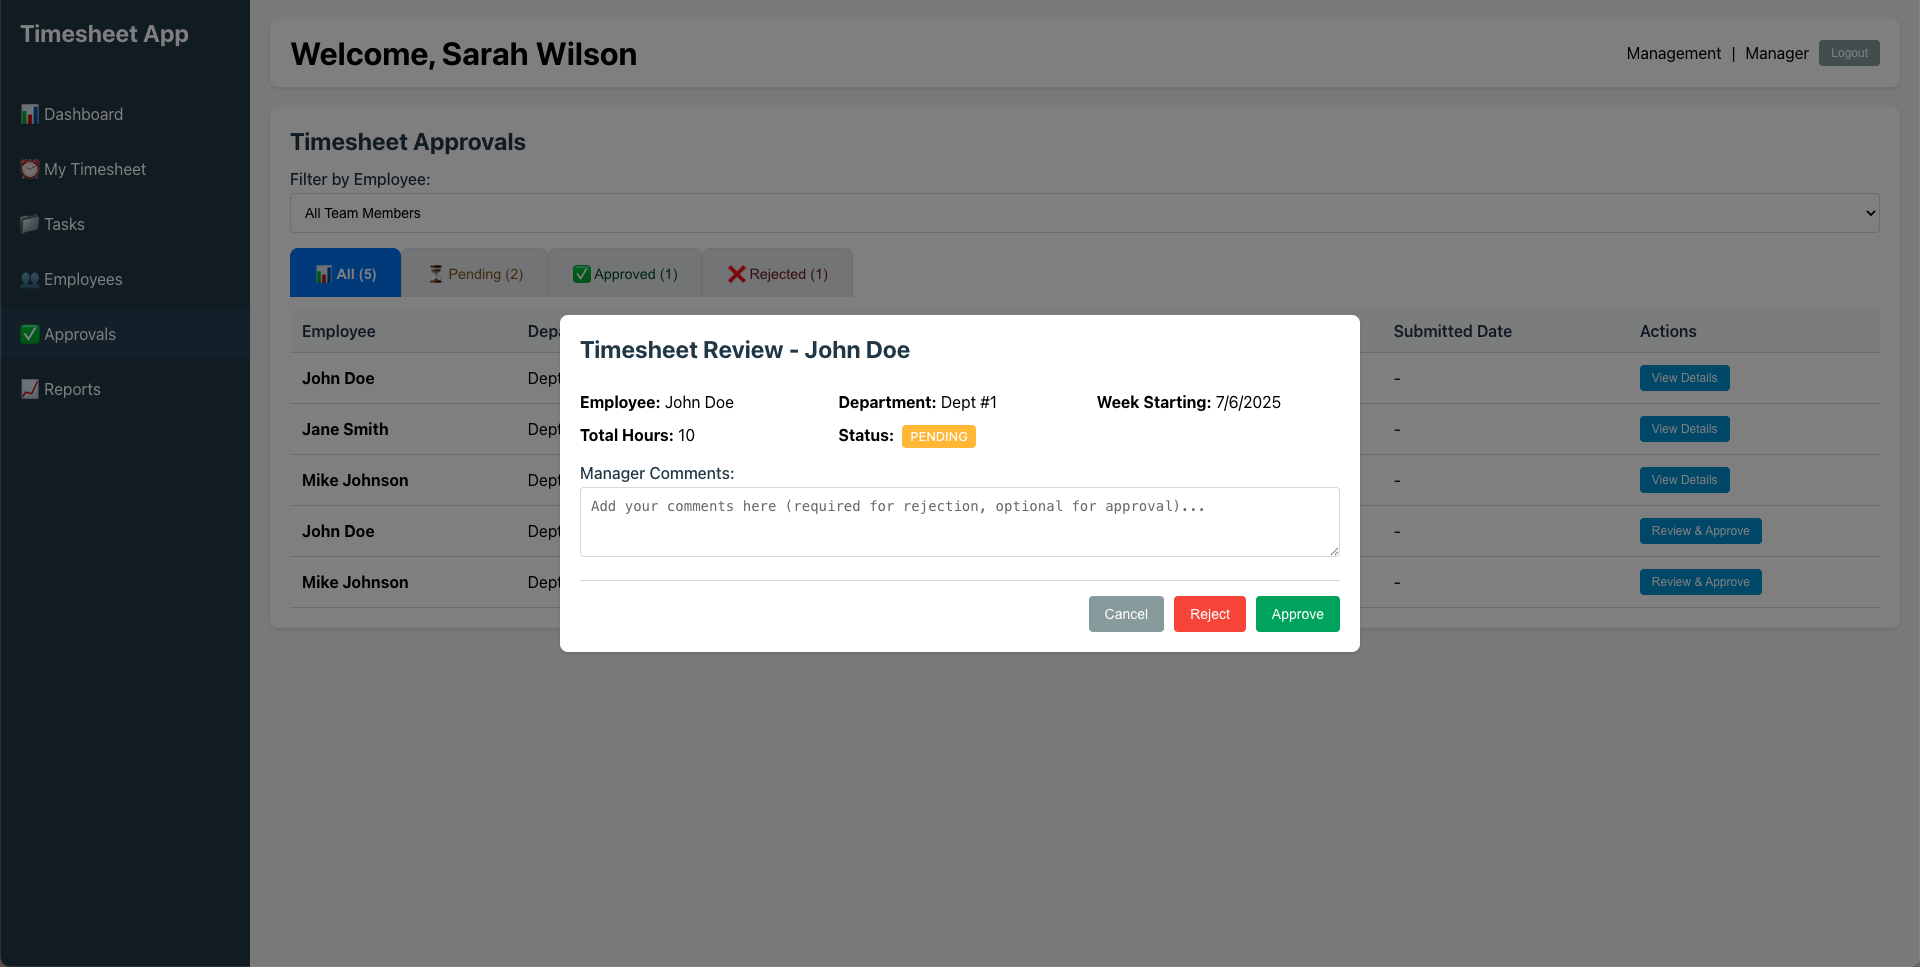 Timesheet App
Dashboard
My Timesheet
Tasks
Employees
Approvals
Reports
Welcome, Sarah Wilson
Management | Manager Logout
Timesheet Approvals
Filter by Employee:
All Team Members
All (5) Pending (2) Approved (1) Rejected (1)
Employee Submitted Date Actions
John Doe Dept - View Details
Jane Smith Dept - View Details
Mike Johnson Dept - View Details
John Doe Dept - Review & Approve
Mike Johnson Dept - Review & Approve
Timesheet Review - John Doe
Employee: John Doe Department: Dept #1 Week Starting: 7/6/2025
Total Hours: 10 Status: PENDING
Manager Comments:
Add your comments here (required for rejection, optional for approval)...
Cancel Reject Approve